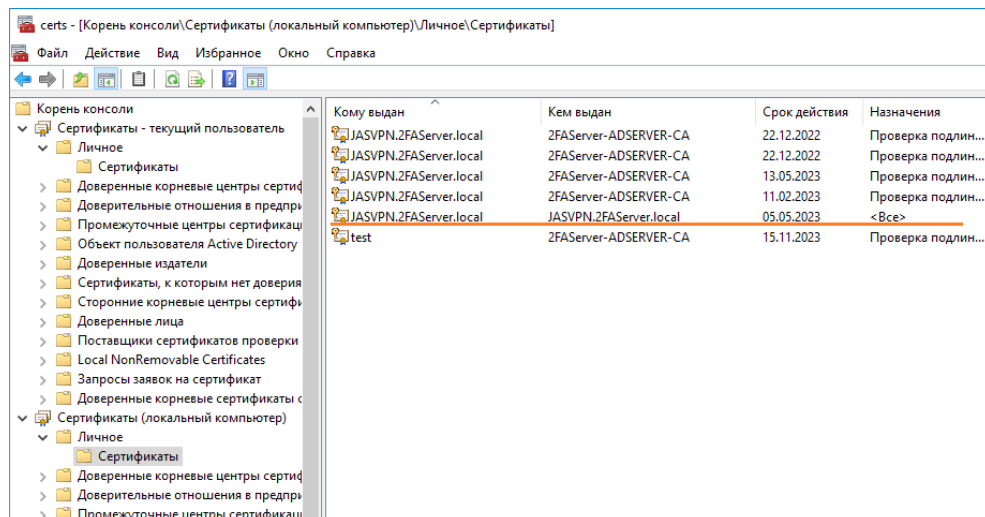 certs - [Корень консоли\Сертификаты (локальный компьютер)\Личное\Сертификаты]
Файл Действие Вид Избранное Окно Справка
Корень консоли
Сертификаты - текущий пользователь
Личное
Сертификаты
Доверенные корневые центры сертиф
Доверительные отношения в предпри
Промежуточные центры сертификаци
Объект пользователя Active Directory
Доверенные издатели
Сертификаты, к которым нет доверия
Сторонние корневые центры сертифи
Доверенные лица
Поставщики сертификатов проверки
Local NonRemovable Certificates
Запросы заявок на сертификат
Доверенные корневые сертификаты с
Сертификаты (локальный компьютер)
Личное
Сертификаты
Доверенные корневые центры сертиф
Доверительные отношения в предпри
Промежуточные центры сертификаци
Кому выдан Кем выдан Срок действия Назначения
JASVPN.2FAServer.local 2FAServer-ADSERVER-CA 22.12.2022 Проверка подлин...
JASVPN.2FAServer.local 2FAServer-ADSERVER-CA 22.12.2022 Проверка подлин...
JASVPN.2FAServer.local 2FAServer-ADSERVER-CA 13.05.2023 Проверка подлин...
JASVPN.2FAServer.local 2FAServer-ADSERVER-CA 11.02.2023 Проверка подлин...
JASVPN.2FAServer.local JASVPN.2FAServer.local 05.05.2023 <Все>
test 2FAServer-ADSERVER-CA 15.11.2023 Проверка подлин...